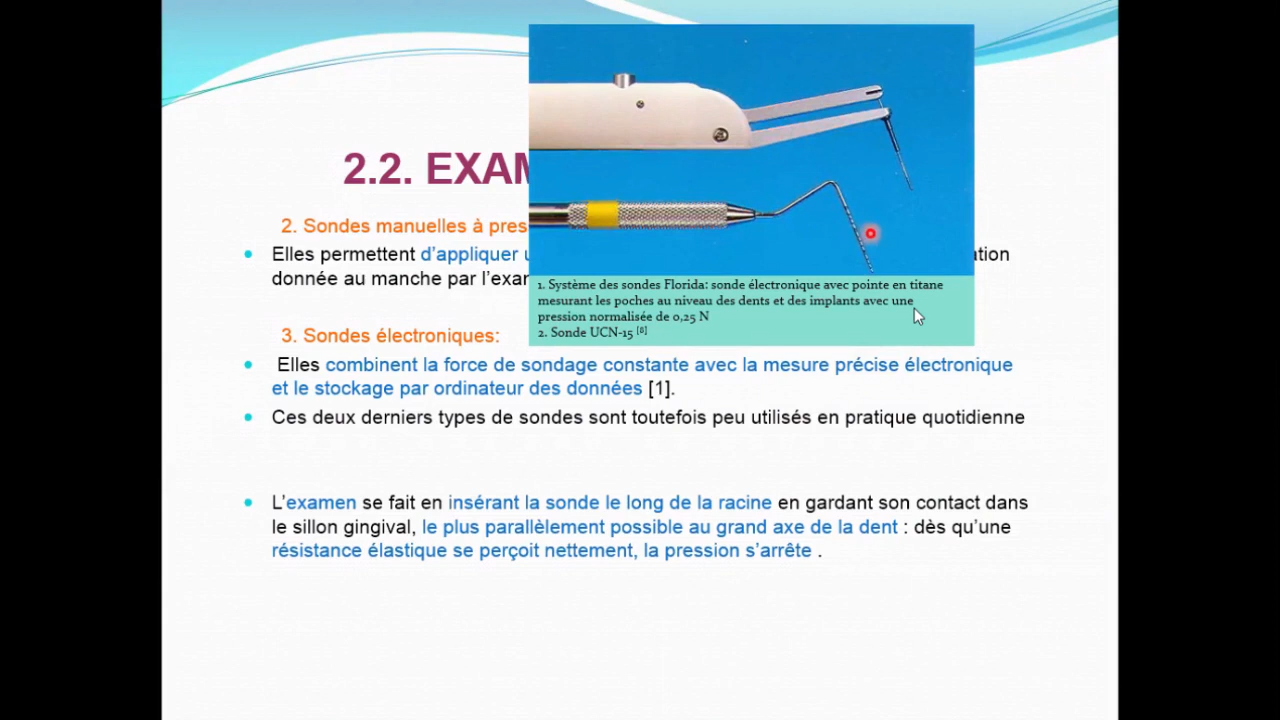 2.2. EXAM
2. Sondes manuelles à pres
Elles permettent d’appliquer
donnée au manche par l’exam
1. Système des sondes Florida: sonde électronique avec pointe en titane
mesurant les poches au niveau des dents et des implants avec une
pression normalisée de 0,25 N
2. Sonde UCN-15 [8]
3. Sondes électroniques:
Elles combinent la force de sondage constante avec la mesure précise électronique
et le stockage par ordinateur des données [1].
Ces deux derniers types de sondes sont toutefois peu utilisés en pratique quotidienne
L’examen se fait en insérant la sonde le long de la racine en gardant son contact dans
le sillon gingival, le plus parallèlement possible au grand axe de la dent : dès qu’une
résistance élastique se perçoit nettement, la pression s’arrête .